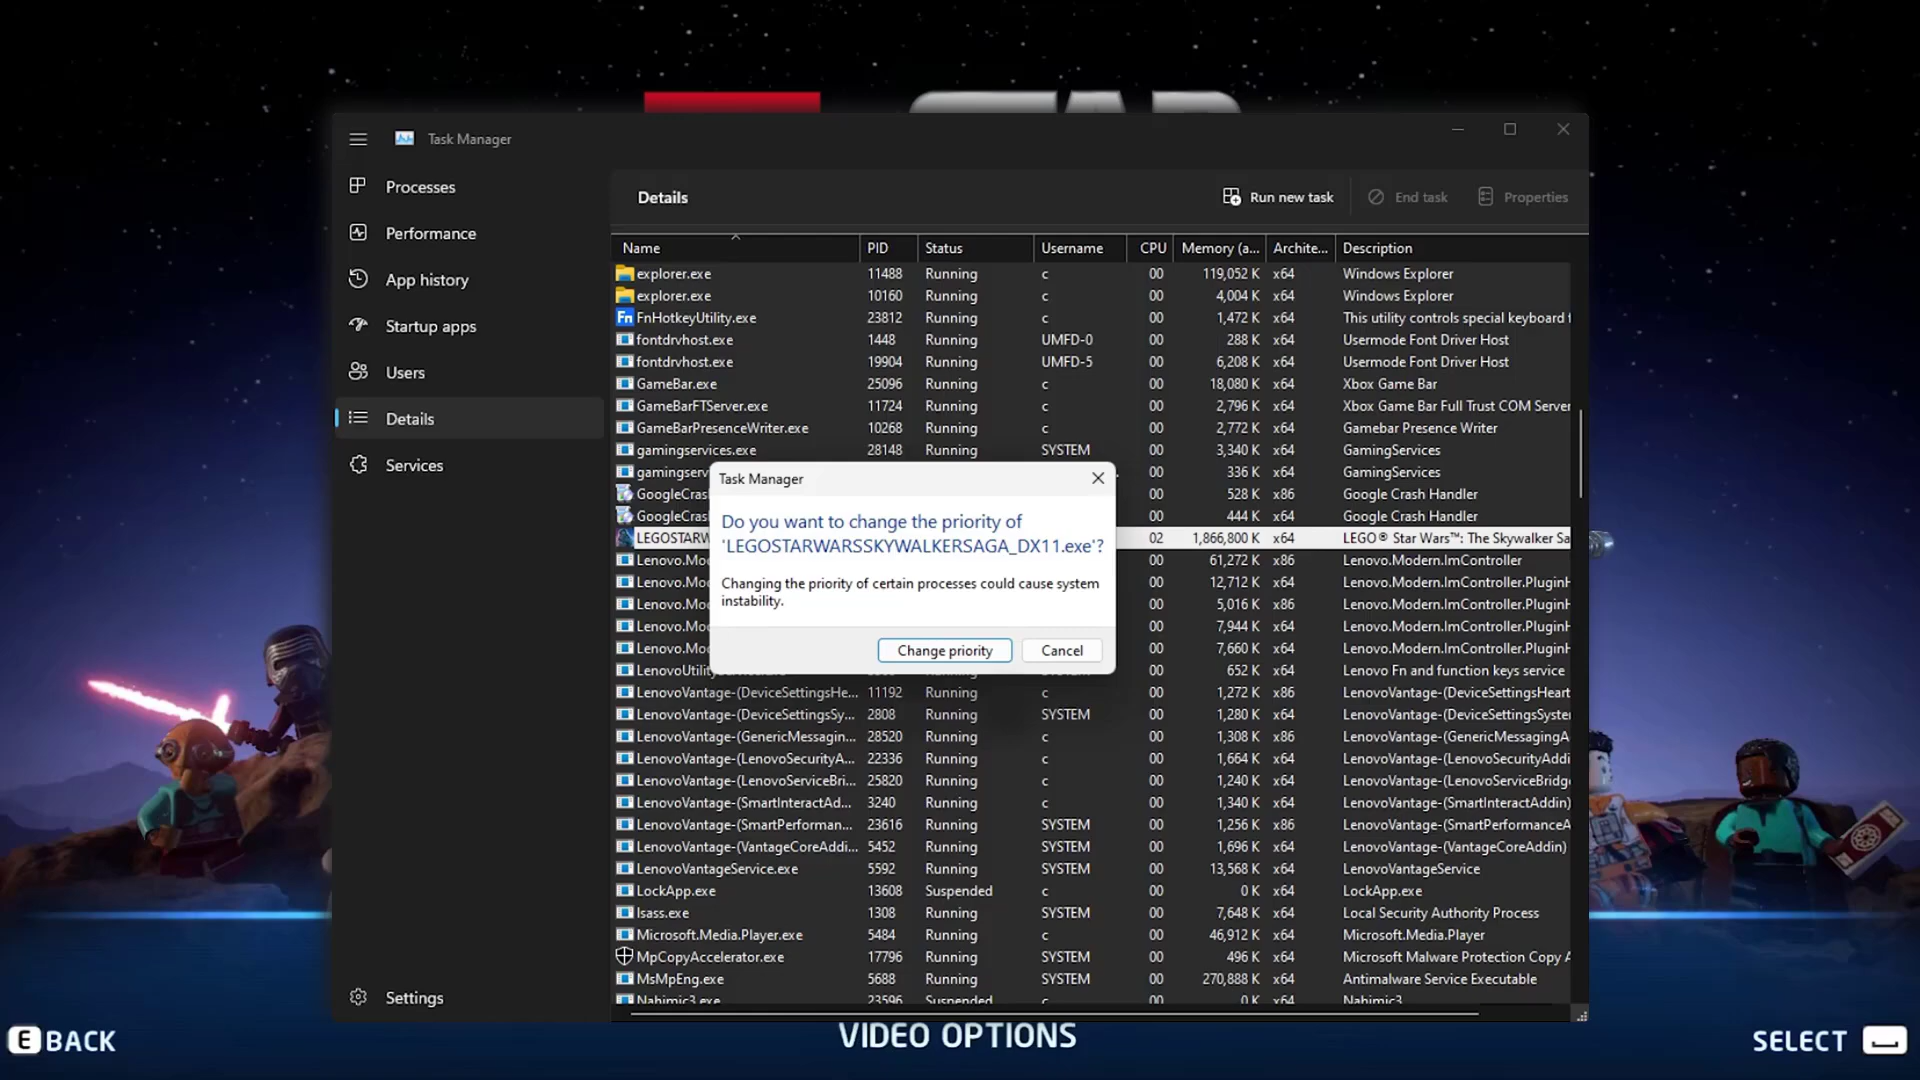 Task Manager
Processes
Performance
App history
Startup apps
Users
Details
Services
Settings
Details
Run new task
End task
Properties
Name PID Status Username CPU Memory (a... Archite... Description
explorer.exe 11488 Running c 00 119,052 K x64 Windows Explorer
explorer.exe 10160 Running c 00 4,004 K x64 Windows Explorer
Fn FnHotkeyUtility.exe 23812 Running c 00 1,472 K x64 This utility controls special keyboard
fontdrvhost.exe 1448 Running UMFD-0 00 288 K x64 Usermode Font Driver Host
fontdrvhost.exe 19904 Running UMFD-5 00 6,208 K x64 Usermode Font Driver Host
GameBar.exe 25096 Running c 00 18,080 K x64 Xbox Game Bar
GameBarFTServer.exe 11724 Running c 00 2,796 K x64 Xbox Game Bar Full Trust COM Server
GameBarPresenceWriter.exe 10268 Running c 00 2,772 K x64 Gamebar Presence Writer
gamingservices.exe 28148 Running SYSTEM 00 3,340 K x64 GamingServices
gamingserv 00 336 K x64 GamingServices
GoogleCras 00 528 K x86 Google Crash Handler
GoogleCras 00 444 K x64 Google Crash Handler
LEGOSTARW 02 1,866,800 K x64 LEGO® Star Wars™: The Skywalker Sa
Lenovo.Mo 00 61,272 K x86 Lenovo.Modern.ImController
Lenovo.Mo 00 12,712 K x64 Lenovo.Modern.ImController.PluginH
Lenovo.Mo 00 5,016 K x86 Lenovo.Modern.ImController.PluginH
Lenovo.Mo 00 7,944 K x64 Lenovo.Modern.ImController.PluginH
Lenovo.Mo 00 7,660 K x64 Lenovo.Modern.ImController.PluginH
LenovoUtilit 00 652 K x64 Lenovo Fn and function keys service
LenovoVantage-(DeviceSettingsHe... 11192 Running c 00 1,272 K x86 LenovoVantage-(DeviceSettingsHeart
LenovoVantage-(DeviceSettingsSy... 2808 Running SYSTEM 00 1,280 K x64 LenovoVantage-(DeviceSettingsSyste
LenovoVantage-(GenericMessagin... 28520 Running c 00 1,308 K x86 LenovoVantage-(GenericMessagingA
LenovoVantage-(LenovoSecurityA... 22336 Running c 00 1,664 K x64 LenovoVantage-(LenovoSecurityAddi
LenovoVantage-(LenovoServiceBri... 25820 Running c 00 1,240 K x64 LenovoVantage-(LenovoServiceBridge
LenovoVantage-(SmartInteractAd... 3240 Running c 00 1,340 K x64 LenovoVantage-(SmartInteractAddin)
LenovoVantage-(SmartPerforman... 23616 Running SYSTEM 00 1,256 K x86 LenovoVantage-(SmartPerformanceA
LenovoVantage-(VantageCoreAddi... 5452 Running SYSTEM 00 1,696 K x64 LenovoVantage-(VantageCoreAddin)
LenovoVantageService.exe 5592 Running SYSTEM 00 13,568 K x64 LenovoVantageService
LockApp.exe 13608 Suspended c 00 0 K x64 LockApp.exe
lsass.exe 1308 Running SYSTEM 00 7,648 K x64 Local Security Authority Process
Microsoft.Media.Player.exe 5484 Running c 00 46,912 K x64 Microsoft.Media.Player
MpCopyAccelerator.exe 17796 Running SYSTEM 00 496 K x64 Microsoft Malware Protection Copy A
MsMpEng.exe 5688 Running SYSTEM 00 270,888 K x64 Antimalware Service Executable
Nahimic3.exe 23596 Suspended c 00 0 K x64 Nahimic3
Task Manager
Do you want to change the priority of
'LEGOSTARWARSSKYWALKERSAGA_DX11.exe'?
Changing the priority of certain processes could cause system
instability.
Change priority
Cancel
E BACK
VIDEO OPTIONS
SELECT